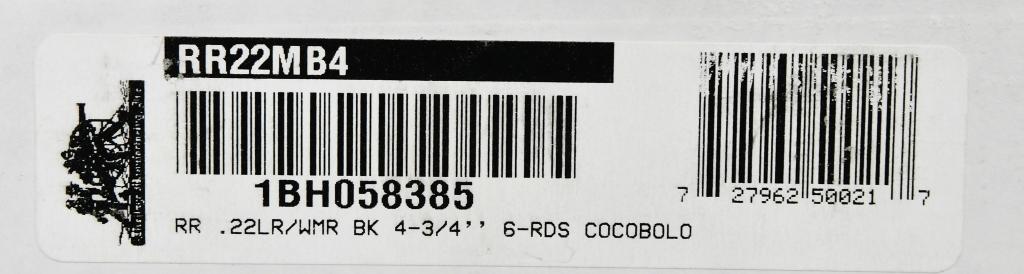 RR22MB4
1BH058385
RR .22LR/WMR BK 4-3/4'' 6-RDS COCOBOLO
7 27962 50021 7